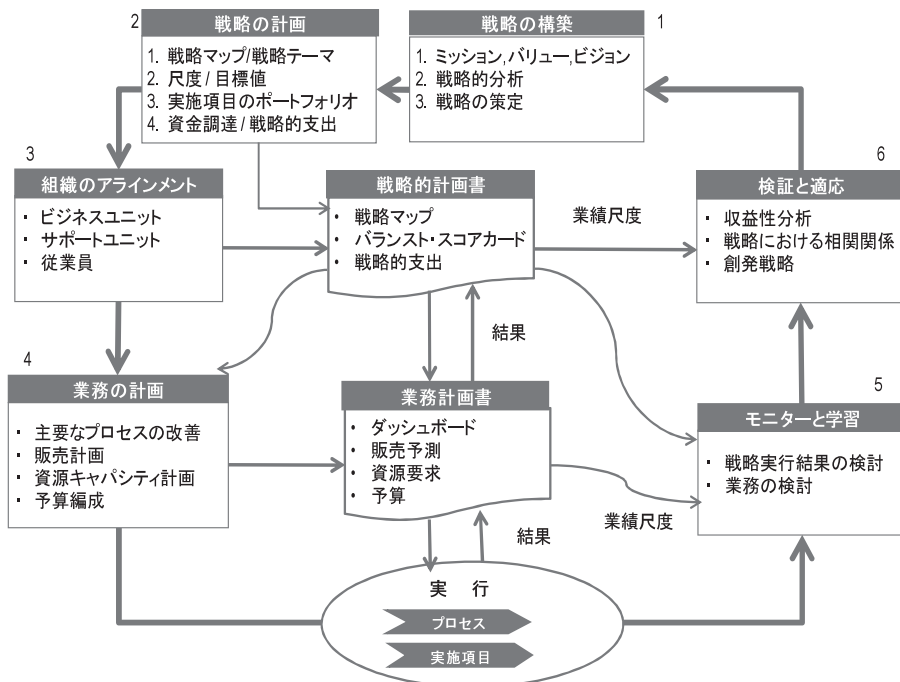 2
戦略の計画
1. 戦略マップ/戦略テーマ
2. 尺度/目標値
3. 実施項目のポートフォリオ
4. 資金調達/戦略的支出
戦略の構築
1
1. ミッション,バリュー,ビジョン
2. 戦略的分析
3. 戦略の策定
3
組織のアラインメント
・ ビジネスユニット
・ サポートユニット
・ 従業員
戦略的計画書
・ 戦略マップ
・ バランスト・スコアカード
・ 戦略的支出
業績尺度
6
検証と適応
・ 収益性分析
・ 戦略における相関関係
・ 創発戦略
結果
4
業務の計画
・ 主要なプロセスの改善
・ 販売計画
・ 資源キャパシティ計画
・ 予算編成
業務計画書
・ ダッシュボード
・ 販売予測
・ 資源要求
・ 予算
5
モニターと学習
・ 戦略実行結果の検討
・ 業務の検討
業績尺度
結果
実 行
プロセス
実施項目